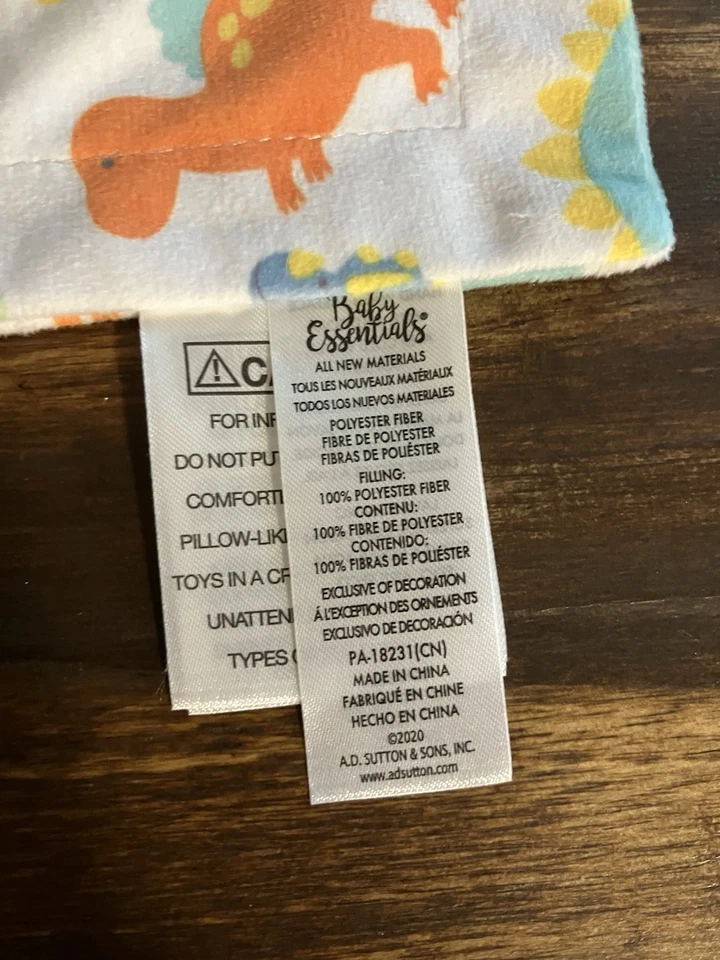 Baby
Essentials®
ALL NEW MATERIALS
TOUS LES NOUVEAUX MATÉRIAUX
TODOS LOS NUEVOS MATERIALES
POLYESTER FIBER
FIBRE DE POLYESTER
FIBRAS DE POLIÉSTER
FILLING:
100% POLYESTER FIBER
CONTENU:
100% FIBRE DE POLYESTER
CONTENIDO:
100% FIBRAS DE POLIÉSTER
EXCLUSIVE OF DECORATION
Á L'EXCEPTION DES ORNEMENTS
EXCLUSIVO DE DECORACIÓN
PA-18231(CN)
MADE IN CHINA
FABRIQUÉ EN CHINE
HECHO EN CHINA
©2020
A.D. SUTTON & SONS, INC.
www.adsutton.com
CA
FOR INF
DO NOT PU
COMFORT
PILLOW-LIK
TOYS IN A CR
UNATTEN
TYPES